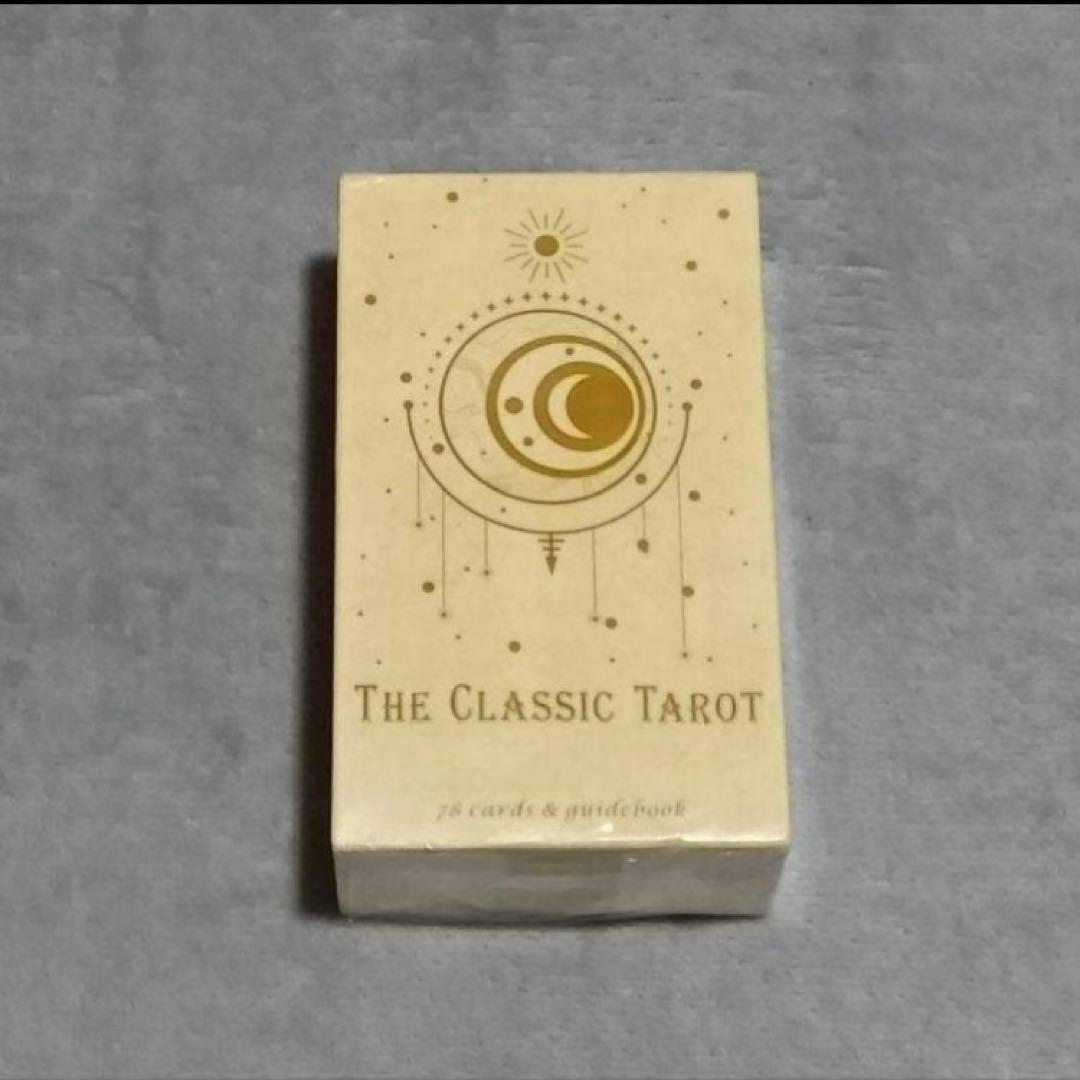 THE CLASSIC TAROT
78 cards & guidebook